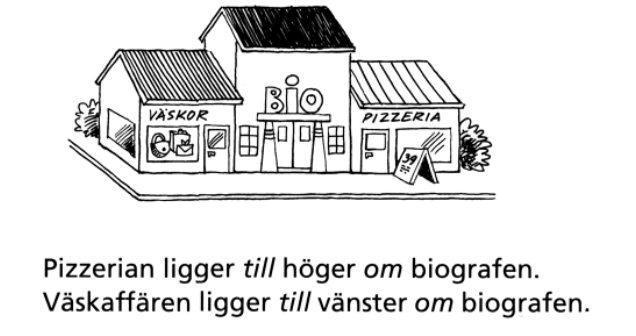 BIO
VÄSKOR
PIZZERIA
39
Pizzerian ligger till höger om biografen.
Väskaffären ligger till vänster om biografen.